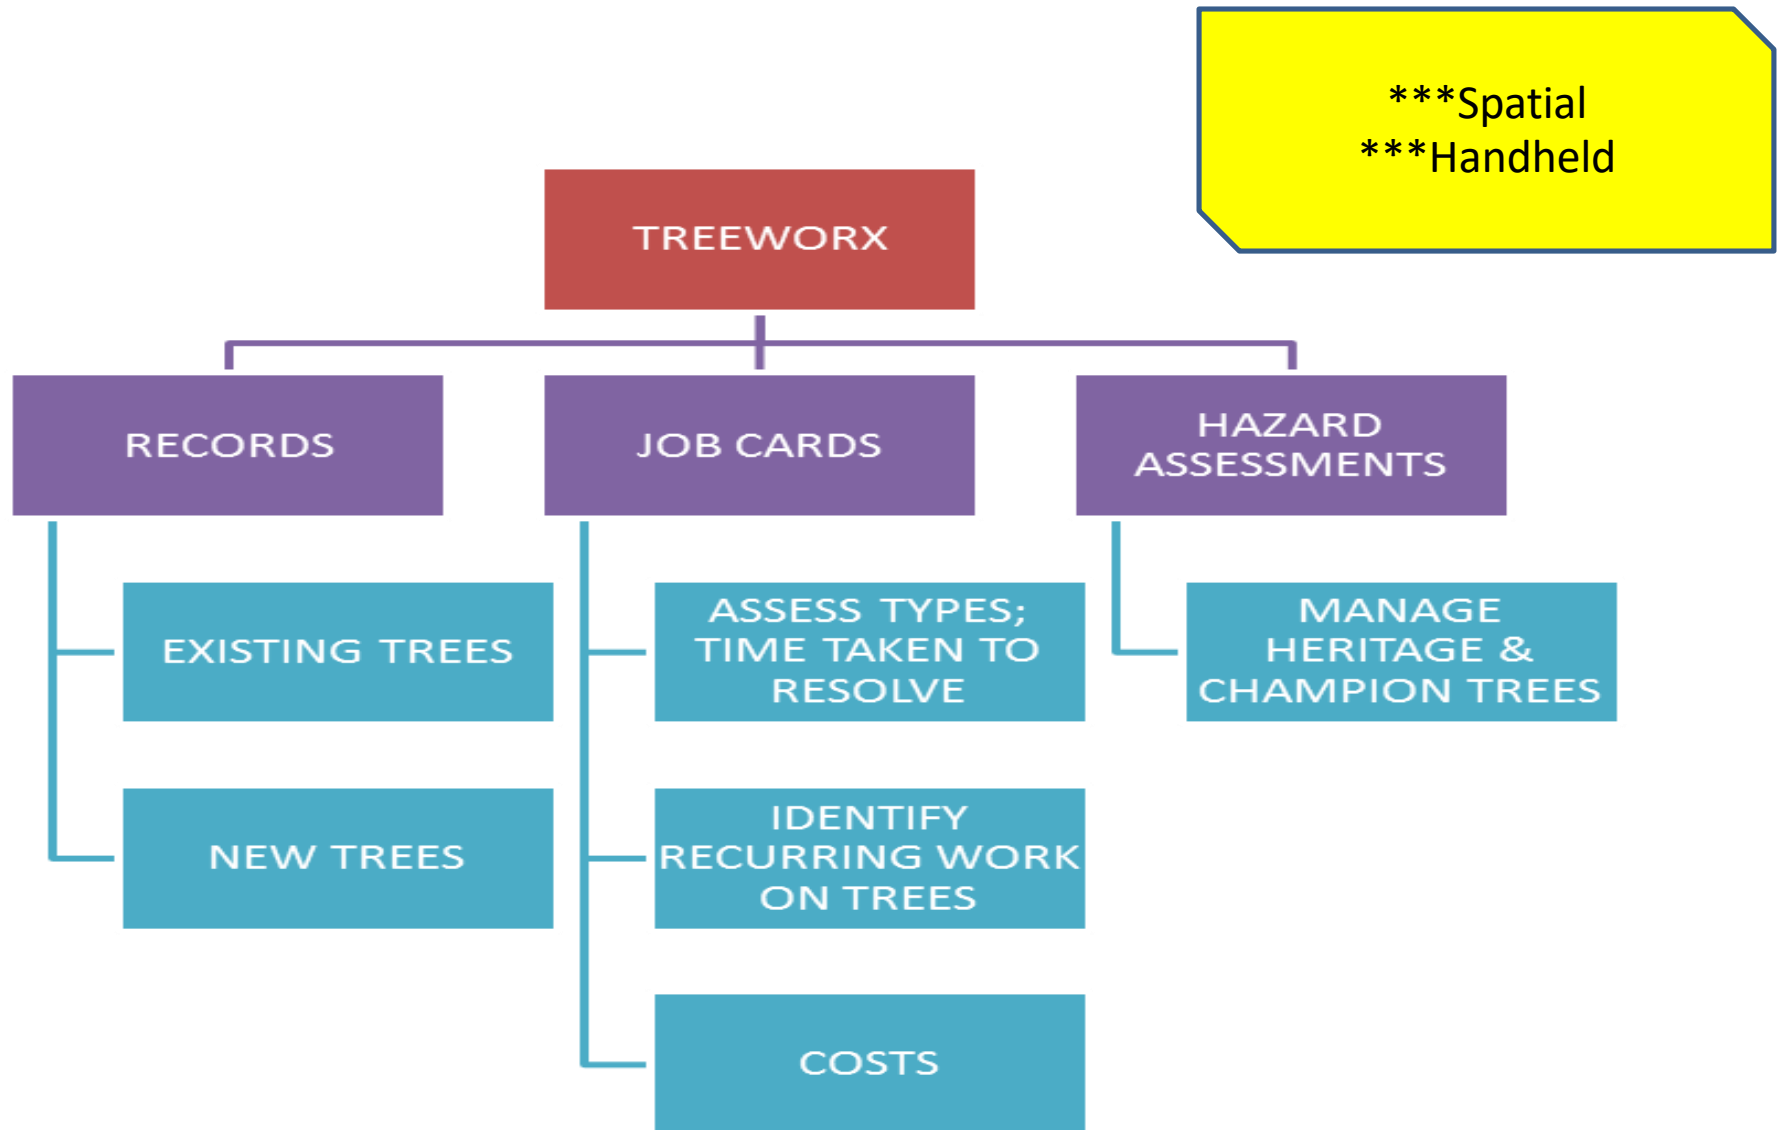 ***Spatial
***Handheld
TREEWORX
RECORDS
JOB CARDS
HAZARD
ASSESSMENTS
EXISTING TREES
NEW TREES
ASSESS TYPES;
TIME TAKEN TO
RESOLVE
IDENTIFY
RECURRING WORK
ON TREES
COSTS
MANAGE
HERITAGE &
CHAMPION TREES